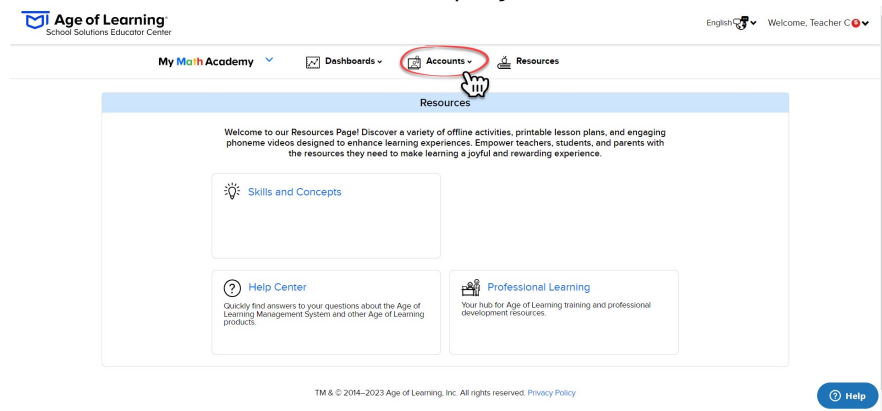 Age of Learning
School Solutions Educator Center
English
Welcome, Teacher C
My Math Academy
Dashboards
Accounts
Resources
Resources
Welcome to our Resources Page! Discover a variety of offline activities, printable lesson plans, and engaging
phoneme videos designed to enhance learning experiences. Empower teachers, students, and parents with
the resources they need to make learning a joyful and rewarding experience.
Skills and Concepts
Help Center
Quickly find answers to your questions about the Age of
Learning Management System and other Age of Learning
products.
Professional Learning
Your hub for Age of Learning training and professional
development resources.
TM & © 2014–2023 Age of Learning, Inc. All rights reserved. Privacy Policy
Help